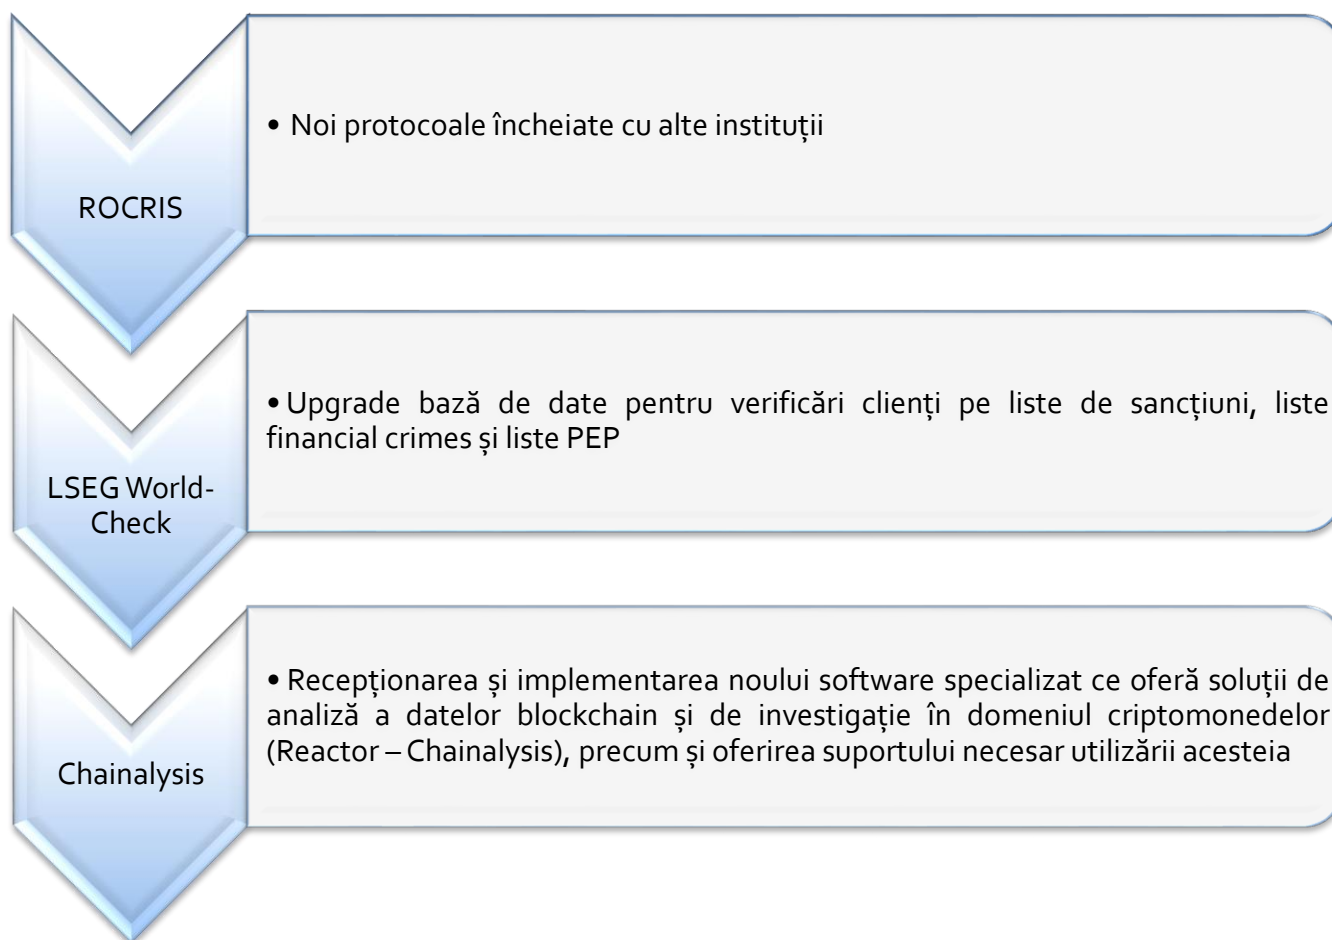 ROCRIS
• Noi protocoale încheiate cu alte instituții
LSEG World-
Check
• Upgrade bază de date pentru verificări clienți pe liste de sancțiuni, liste
financial crimes și liste PEP
Chainalysis
• Recepționarea și implementarea noului software specializat ce oferă soluții de
analiză a datelor blockchain și de investigație în domeniul criptomonedelor
(Reactor – Chainalysis), precum și oferirea suportului necesar utilizării acesteia